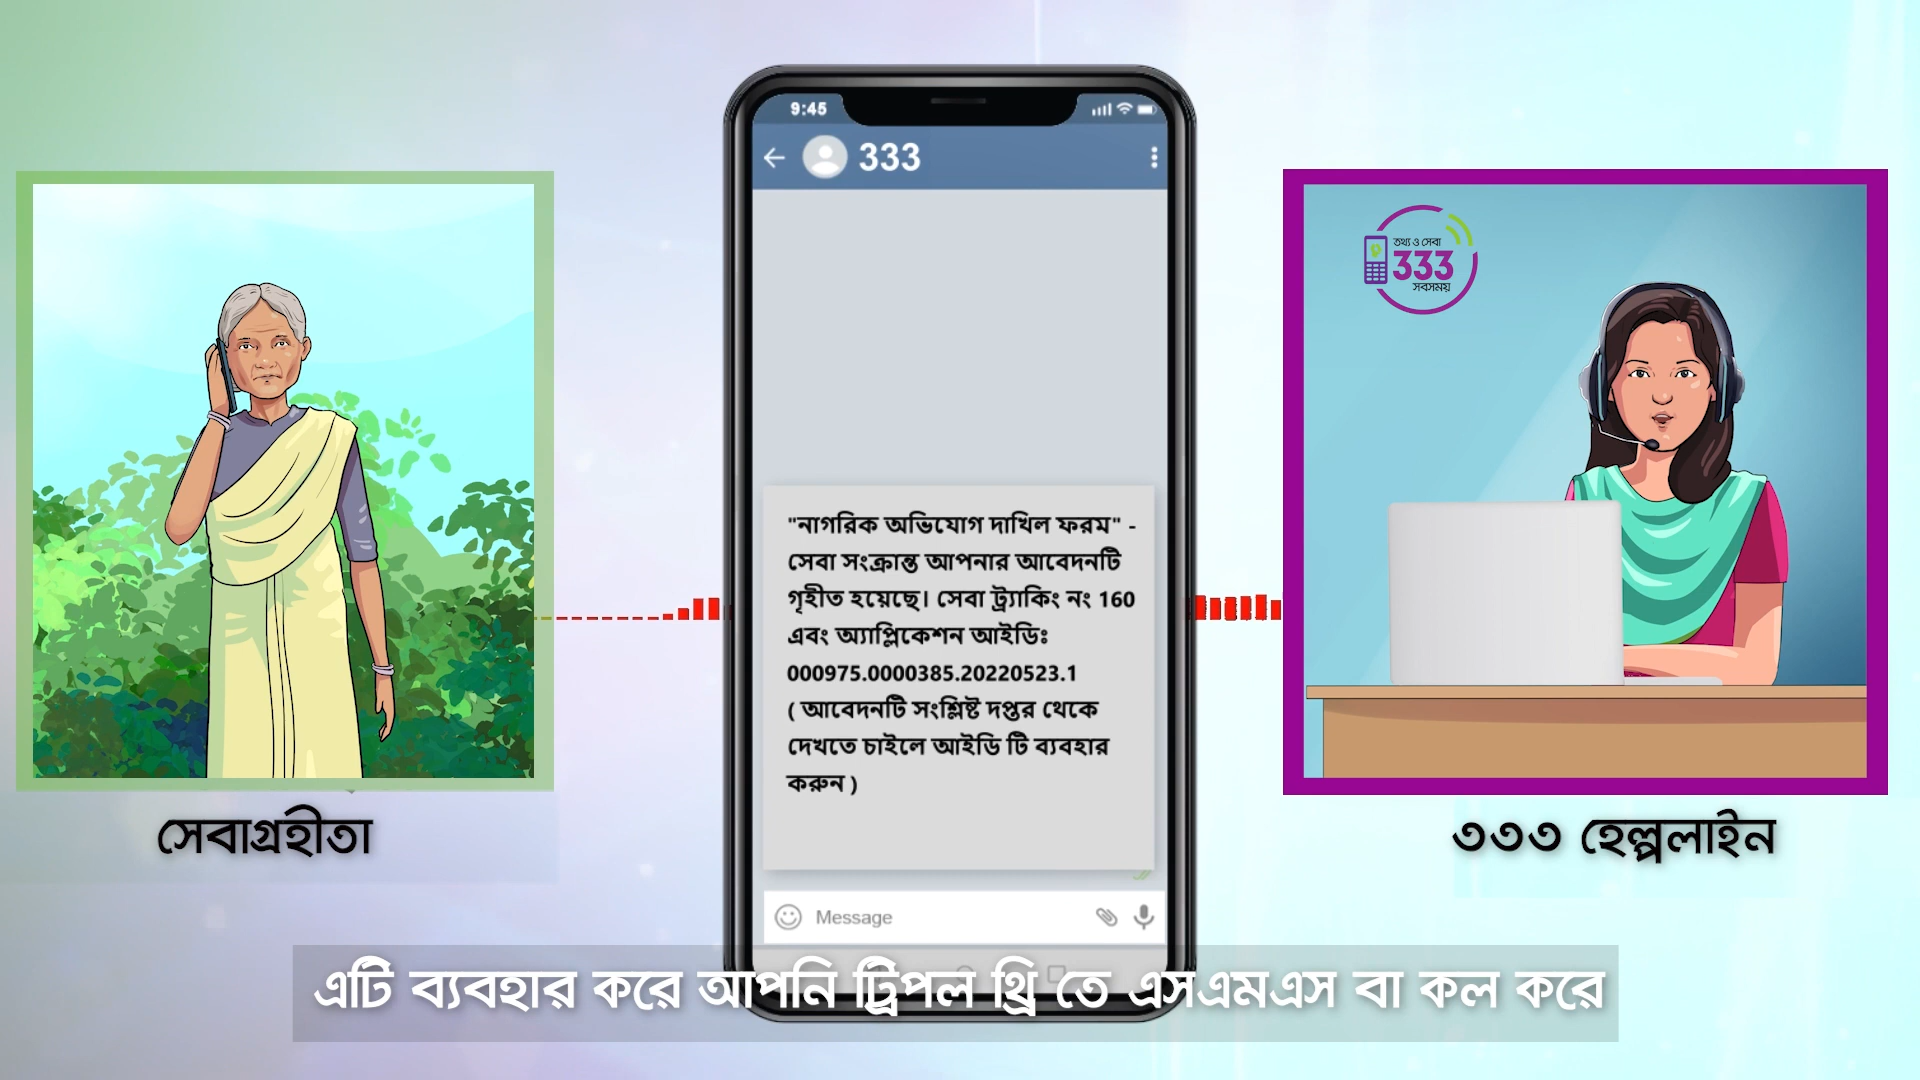 9:45
333
"নাগরিক অভিযোগ দাখিল ফরম" -
সেবা সংক্রান্ত আপনার আবেদনটি
গৃহীত হয়েছে। সেবা ট্র্যাকিং নং 160
এবং অ্যাপ্লিকেশন আইডিঃ
000975.0000385.20220523.1
( আবেদনটি সংশ্লিষ্ট দপ্তর থেকে
দেখতে চাইলে আইডি টি ব্যবহার
করুন )
Message
তথ্য ও সেবা
333
সবসময়
সেবাগ্রহীতা
৩৩৩ হেল্পলাইন
এটি ব্যবহার করে আপনি ট্রিপল থ্রি তে এসএমএস বা কল করে